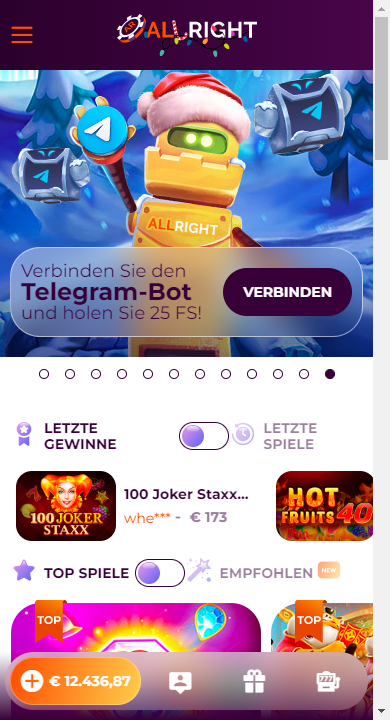 ALLRIGHT
ALLRIGHT
Verbinden Sie den
Telegram-Bot
und holen Sie 25 FS!
VERBINDEN
LETZTE
GEWINNE
LETZTE
SPIELE
100 JOKER
STAXX
100 Joker Staxx...
whe*** - € 173
HOT
FRUITS 40
TOP SPIELE
EMPFOHLEN
NEW
TOP
TOP
€ 12.436,87
777